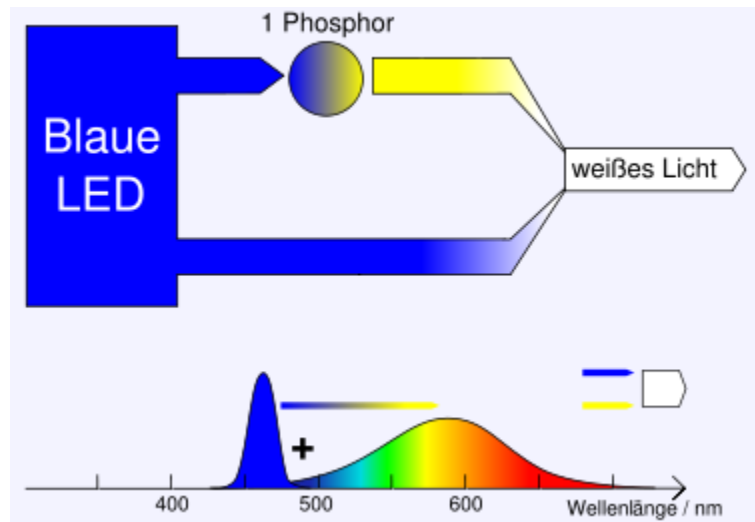 1 Phosphor
Blaue
LED
weißes Licht
+
400
500
600
Wellenlänge / nm